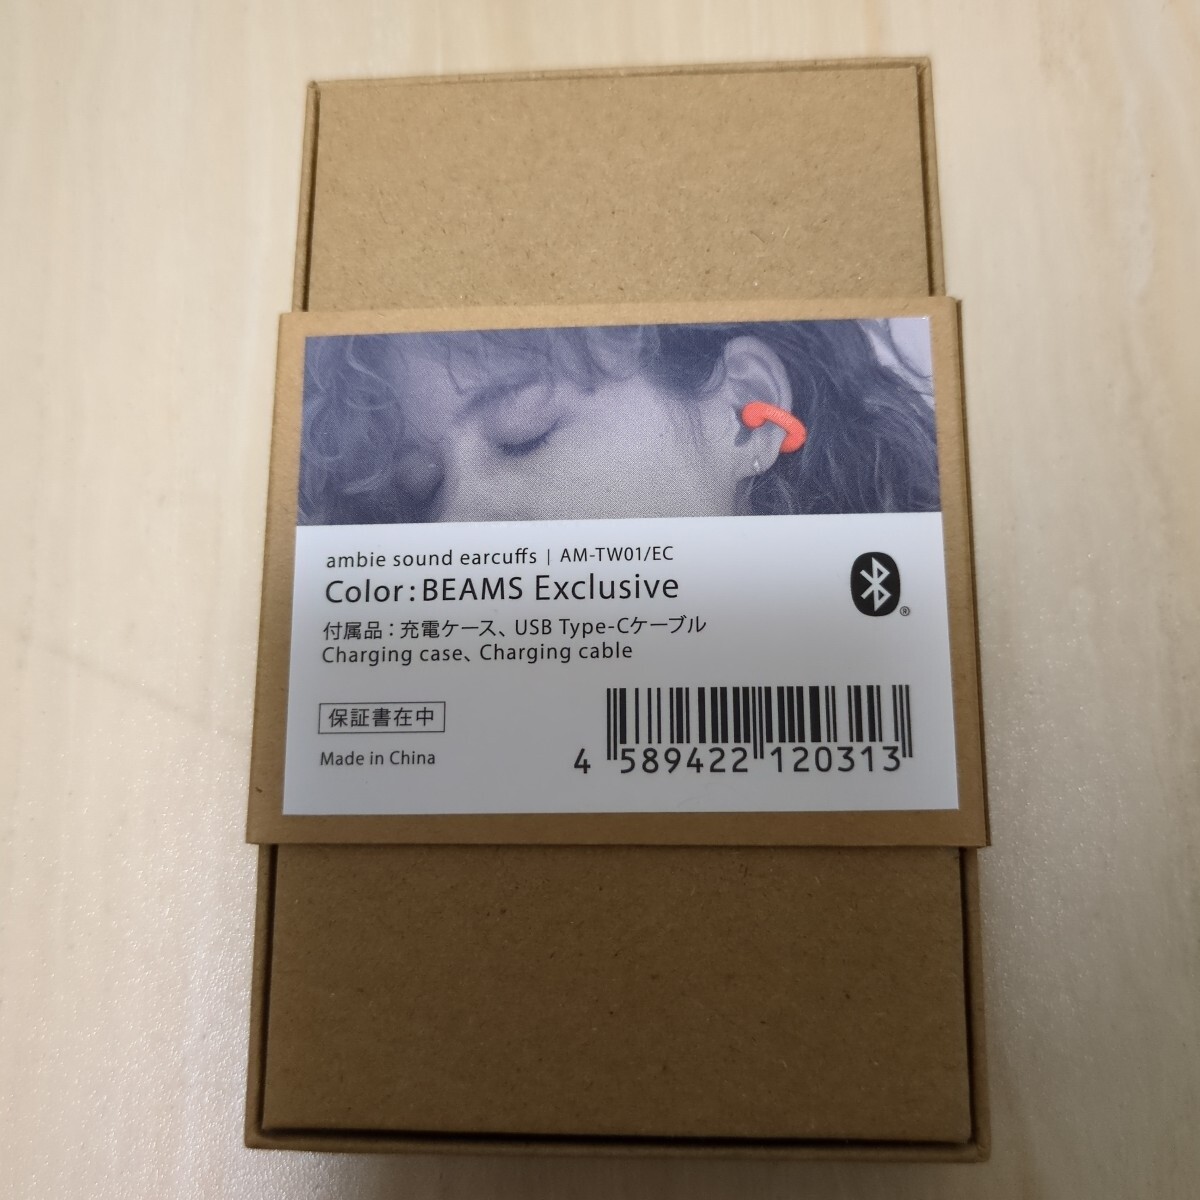 ambie sound earcuffs | AM-TW01/EC
Color:BEAMS Exclusive
付属品：充電ケース、USB Type-Cケーブル
Charging case、Charging cable
保証書在中
Made in China
®
4 589422 120313